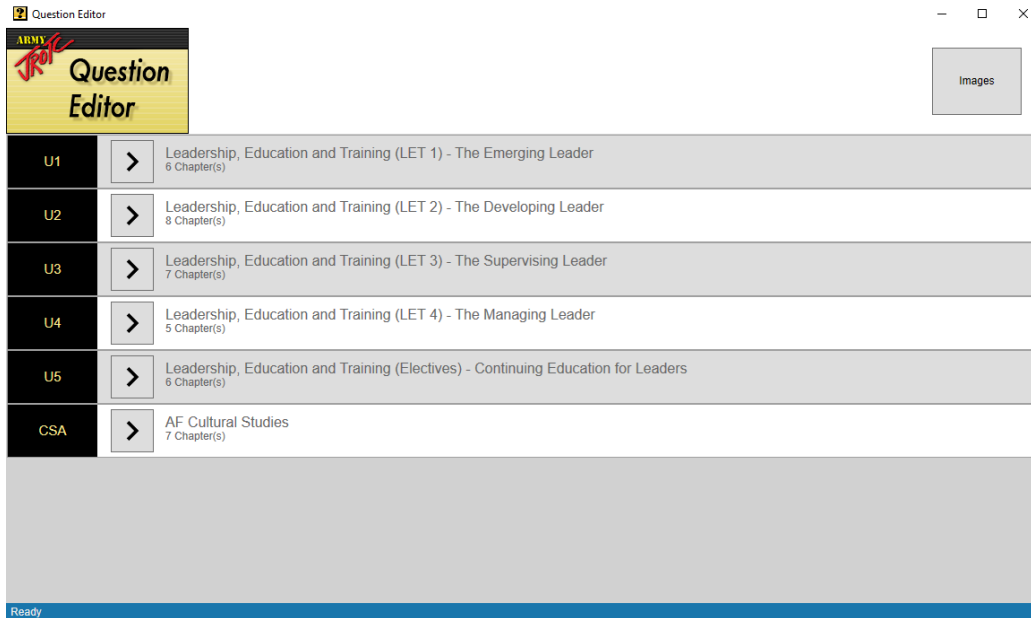 Question Editor
ARMY
JROTC
Question
Editor
Images
U1
Leadership, Education and Training (LET 1) - The Emerging Leader
6 Chapter(s)
U2
Leadership, Education and Training (LET 2) - The Developing Leader
8 Chapter(s)
U3
Leadership, Education and Training (LET 3) - The Supervising Leader
7 Chapter(s)
U4
Leadership, Education and Training (LET 4) - The Managing Leader
5 Chapter(s)
U5
Leadership, Education and Training (Electives) - Continuing Education for Leaders
6 Chapter(s)
CSA
AF Cultural Studies
7 Chapter(s)
Ready